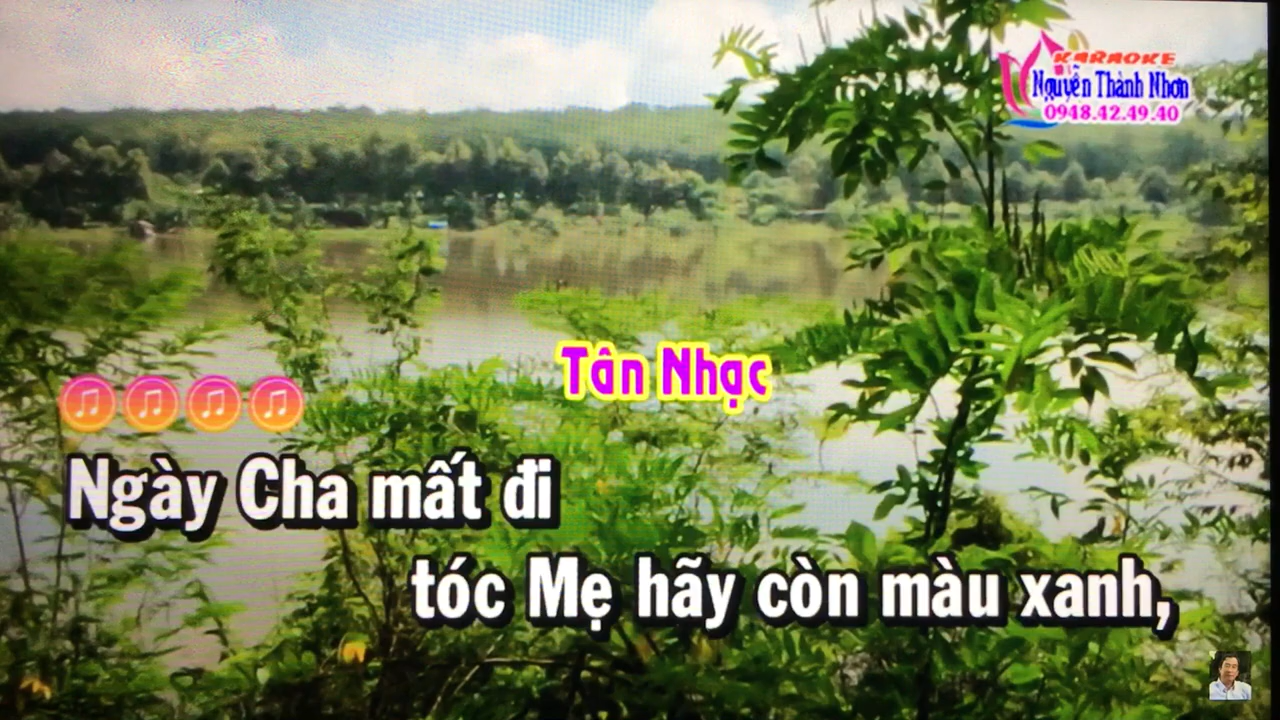 KARAOKE
Nguyễn Thành Nhơn
0948.42.49.40
Tân Nhạc
Ngày Cha mất đi
tóc Mẹ hãy còn màu xanh,